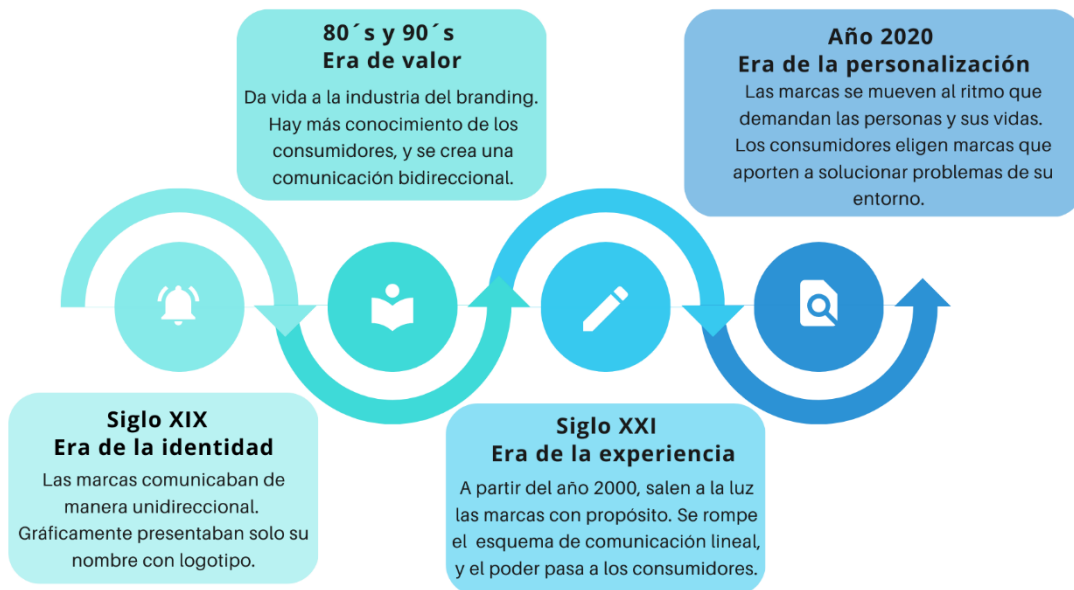 Siglo XIX
Era de la identidad
Las marcas comunicaban de
manera unidireccional.
Gráficamente presentaban solo su
nombre con logotipo.
80´s y 90´s
Era de valor
Da vida a la industria del branding.
Hay más conocimiento de los
consumidores, y se crea una
comunicación bidireccional.
Siglo XXI
Era de la experiencia
A partir del año 2000, salen a la luz
las marcas con propósito. Se rompe
el esquema de comunicación lineal,
y el poder pasa a los consumidores.
Año 2020
Era de la personalización
Las marcas se mueven al ritmo que
demandan las personas y sus vidas.
Los consumidores eligen marcas que
aporten a solucionar problemas de su
entorno.